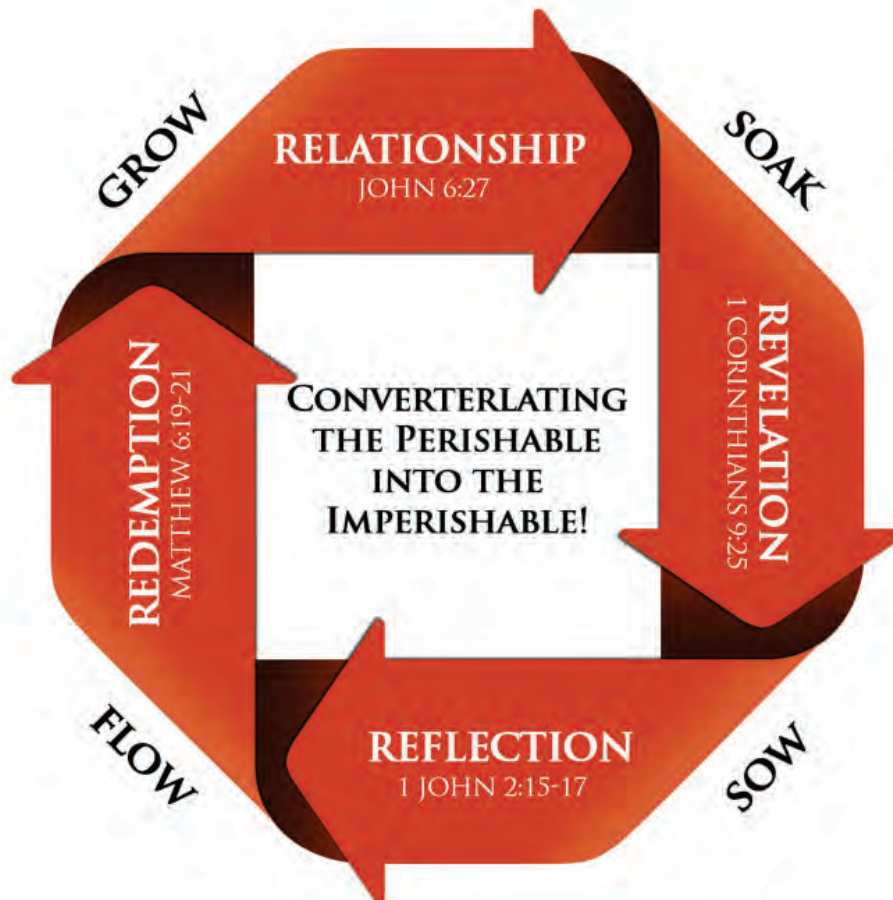 GROW
RELATIONSHIP
JOHN 6:27
SOAK
REVELATION
1 CORINTHIANS 9:25
SOW
REFLECTION
1 JOHN 2:15-17
FLOW
REDEMPTION
MATTHEW 6:19-21
CONVERTERLATING
THE PERISHABLE
INTO THE
IMPERISHABLE!